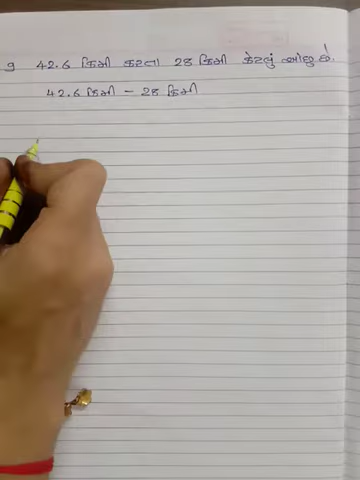 9 42.6 કિમી કરતા 28 કિમી કેટલું ઓછુ છે.
42.6 કિમી - 28 કિમી